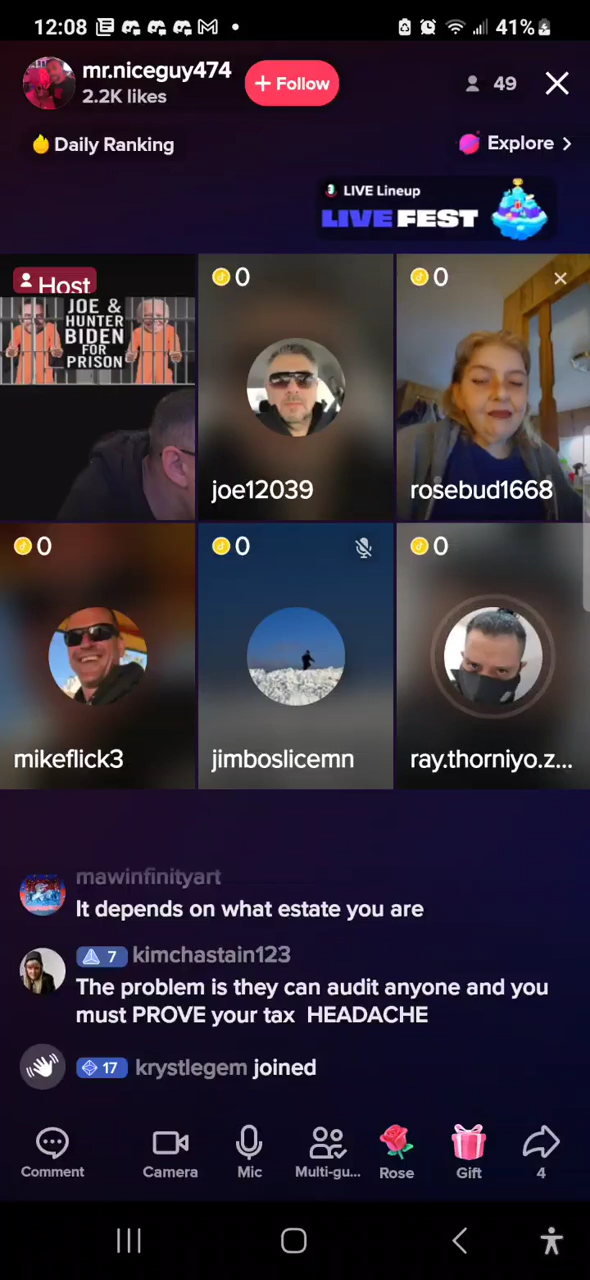 12:08
41%
mr.niceguy474
2.2K likes
+ Follow
49
Daily Ranking
Explore >
LIVE Lineup
LIVE FEST
Host
JOE &
HUNTER
BIDEN
FOR
PRISON
0
joe12039
0
rosebud1668
0
mikeflick3
0
jimboslicemn
0
ray.thorniyo.z...
mawinfinityart
It depends on what estate you are
7 kimchastain123
The problem is they can audit anyone and you
must PROVE your tax HEADACHE
17 krystlegem joined
Comment
Camera
Mic
Multi-gu...
Rose
Gift
4